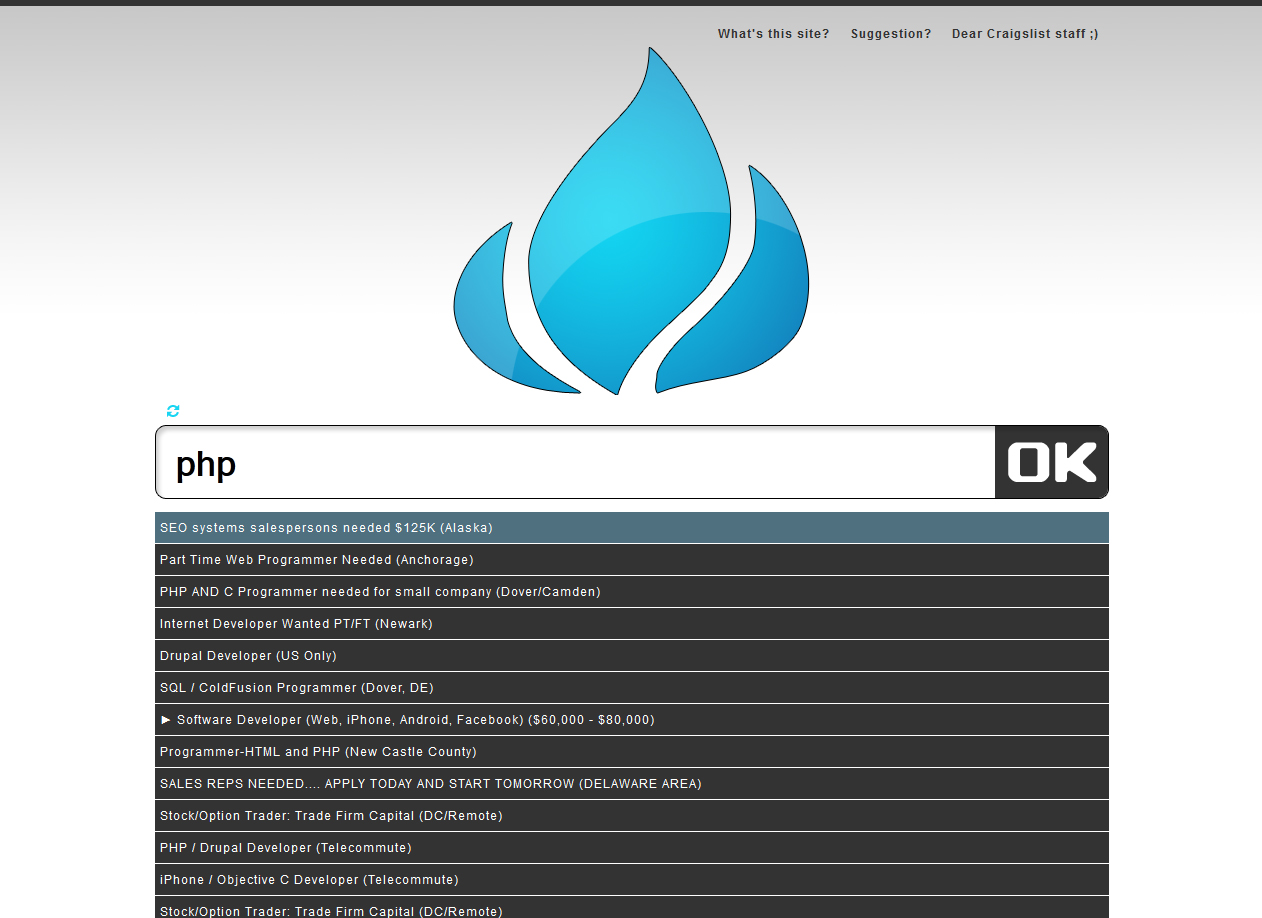 What's this site? Suggestion? Dear Craigslist staff ;)
php OK
SEO systems salespersons needed $125K (Alaska)
Part Time Web Programmer Needed (Anchorage)
PHP AND C Programmer needed for small company (Dover/Camden)
Internet Developer Wanted PT/FT (Newark)
Drupal Developer (US Only)
SQL / ColdFusion Programmer (Dover, DE)
► Software Developer (Web, iPhone, Android, Facebook) ($60,000 - $80,000)
Programmer-HTML and PHP (New Castle County)
SALES REPS NEEDED.... APPLY TODAY AND START TOMORROW (DELAWARE AREA)
Stock/Option Trader: Trade Firm Capital (DC/Remote)
PHP / Drupal Developer (Telecommute)
iPhone / Objective C Developer (Telecommute)
Stock/Option Trader: Trade Firm Capital (DC/Remote)